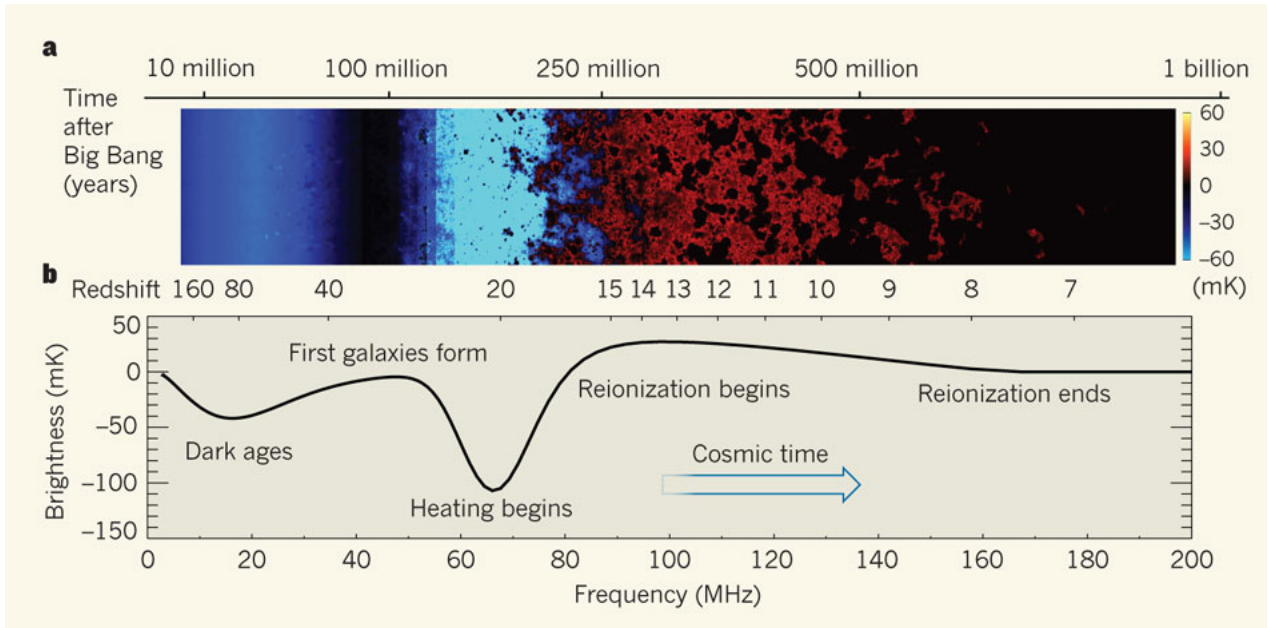 a
10 million 100 million 250 million 500 million 1 billion
Time
after
Big Bang
(years)
60
30
0
−30
−60
(mK)
b
Redshift 160 80 40 20 15 14 13 12 11 10 9 8 7
Brightness (mK)
50
0
−50
−100
−150
First galaxies form
Reionization begins
Reionization ends
Dark ages
Cosmic time
Heating begins
0 20 40 60 80 100 120 140 160 180 200
Frequency (MHz)